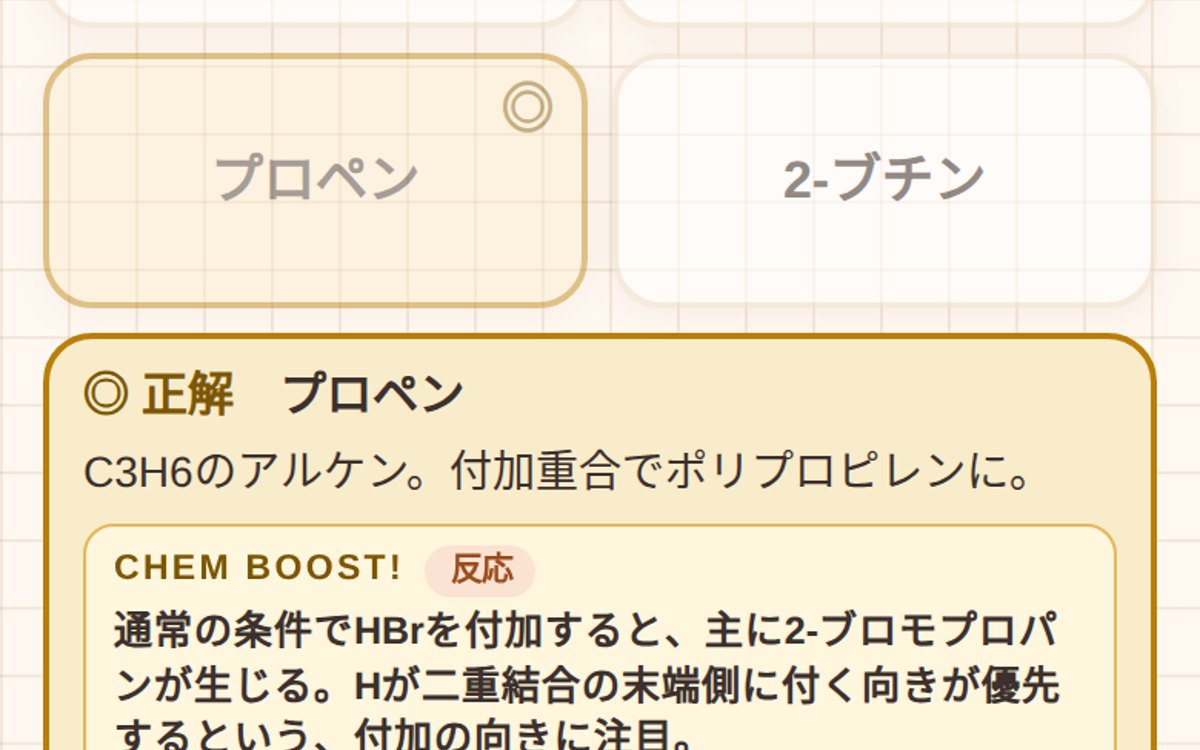 プロペン
2-ブチン
◎ 正解 プロペン
C3H6のアルケン。付加重合でポリプロピレンに。
CHEM BOOST! 反応
通常の条件でHBrを付加すると、主に2-ブロモプロパ
ンが生じる。Hが二重結合の末端側に付く向きが優先
するという、付加の向きに注目。